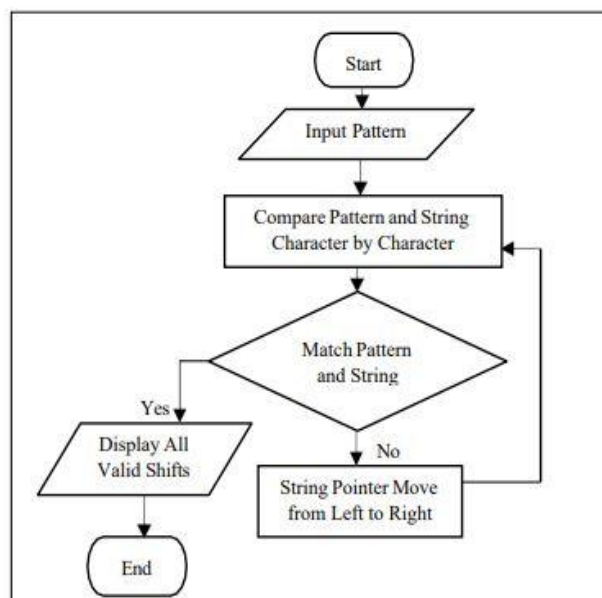 Start
Input Pattern
Compare Pattern and String
Character by Character
Match Pattern
and String
Yes
No
Display All
Valid Shifts
String Pointer Move
from Left to Right
End